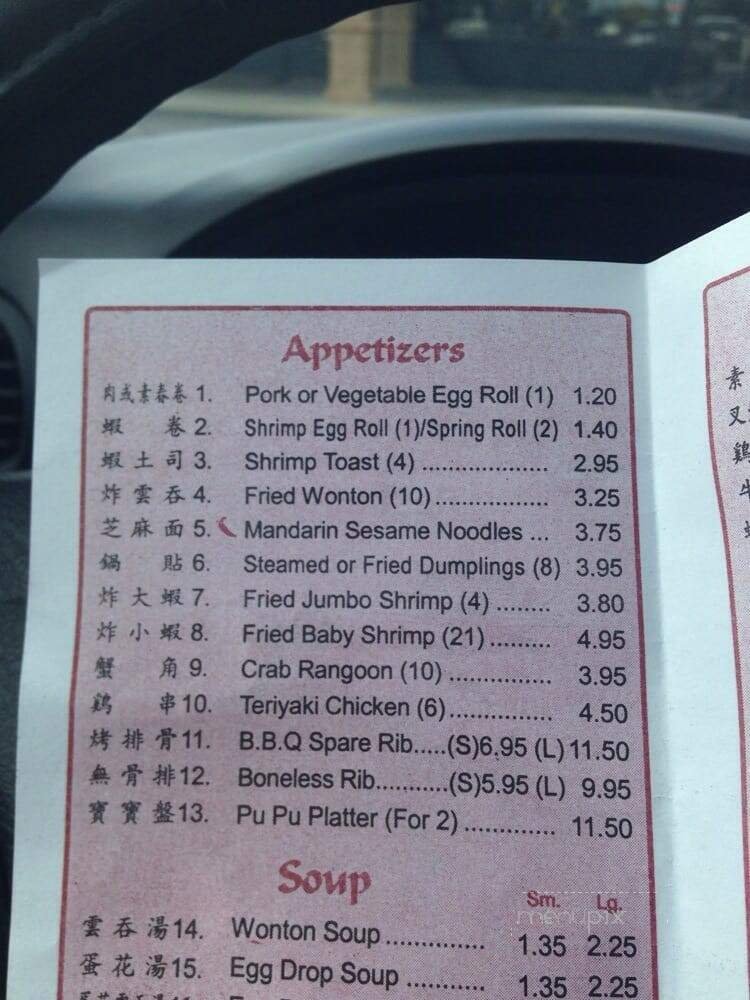 Appetizers
肉或素春卷 1. Pork or Vegetable Egg Roll (1) 1.20
蝦 卷 2. Shrimp Egg Roll (1)/Spring Roll (2) 1.40
蝦土司 3. Shrimp Toast (4) ................... 2.95
炸雲吞 4. Fried Wonton (10)................. 3.25
芝麻面 5. Mandarin Sesame Noodles ... 3.75
鍋 貼 6. Steamed or Fried Dumplings (8) 3.95
炸大蝦 7. Fried Jumbo Shrimp (4) ........ 3.80
炸小蝦 8. Fried Baby Shrimp (21)......... 4.95
蟹 角 9. Crab Rangoon (10) ............... 3.95
鷄 串 10. Teriyaki Chicken (6)............... 4.50
烤排骨 11. B.B.Q Spare Rib.....(S)6.95 (L) 11.50
無骨排 12. Boneless Rib...........(S)5.95 (L) 9.95
寶寶盤 13. Pu Pu Platter (For 2) ............. 11.50
Soup
Sm. Lg.
雲吞湯 14. Wonton Soup ............... 1.35 2.25
蛋花湯 15. Egg Drop Soup ........... 1.35 2.25
素
叉
鷄
牛
menupix